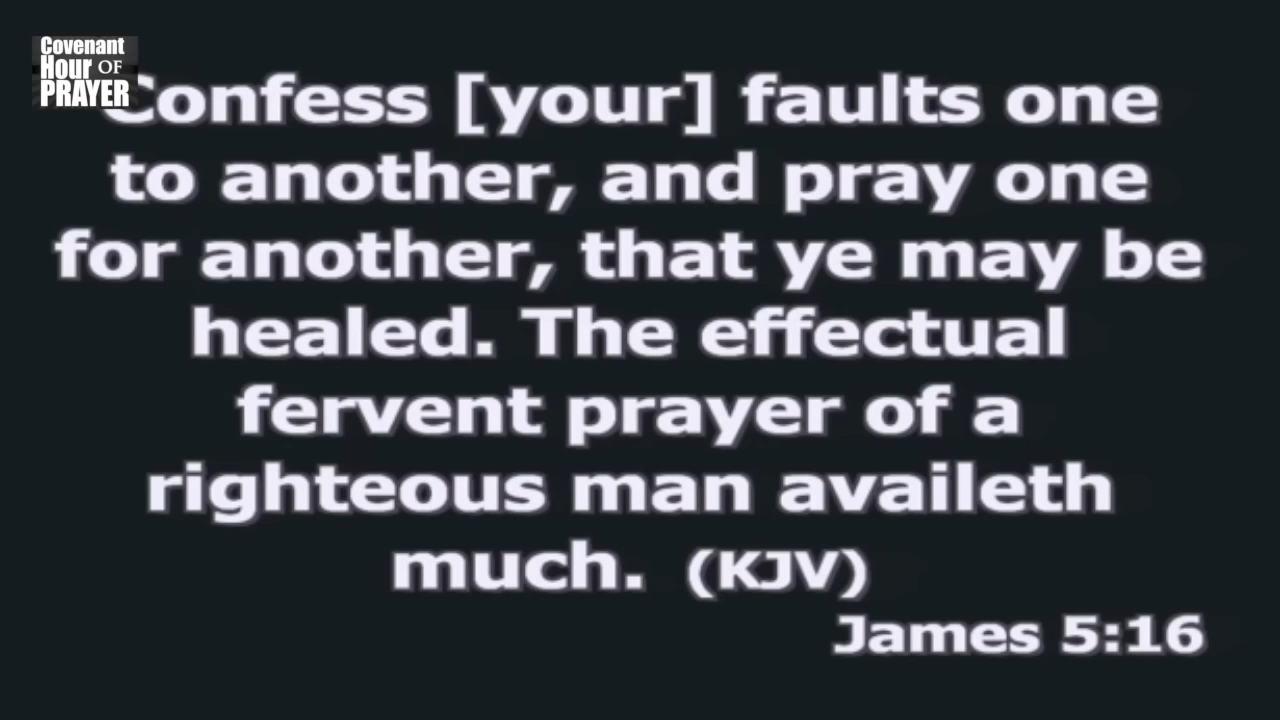 Covenant
Hour OF
PRAYER
Confess [your] faults one
to another, and pray one
for another, that ye may be
healed. The effectual
fervent prayer of a
righteous man availeth
much. (KJV)
James 5:16